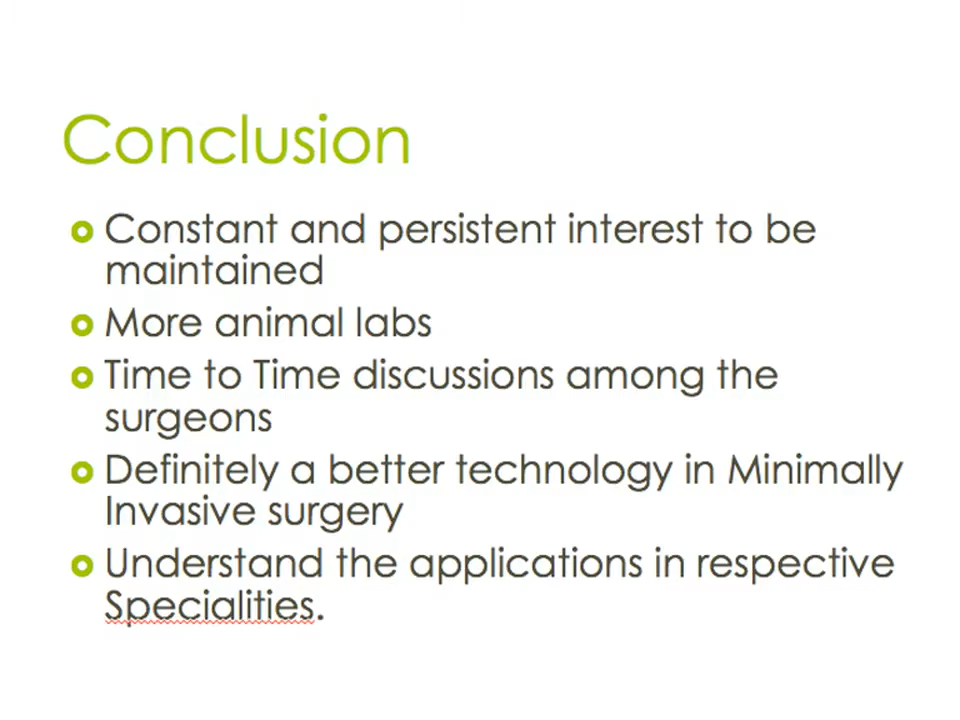 Conclusion
Constant and persistent interest to be
maintained
More animal labs
Time to Time discussions among the
surgeons
Definitely a better technology in Minimally
Invasive surgery
Understand the applications in respective
Specialities.